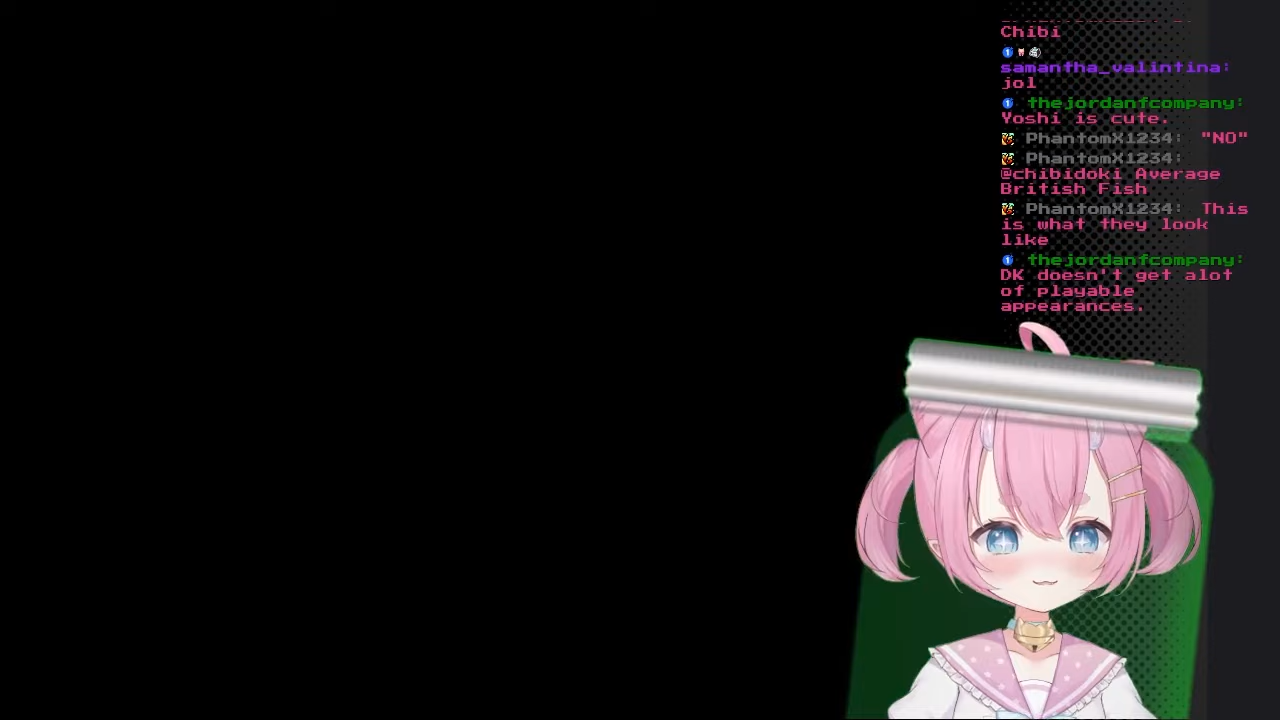 Chibi
samantha_valintina:
jol
thejordanfcompany:
Yoshi is cute.
PhantomX1234: "NO"
PhantomX1234:
@chibidoki Average
British Fish
PhantomX1234: This
is what they look
like
thejordanfcompany:
DK doesn't get alot
of playable
appearances.